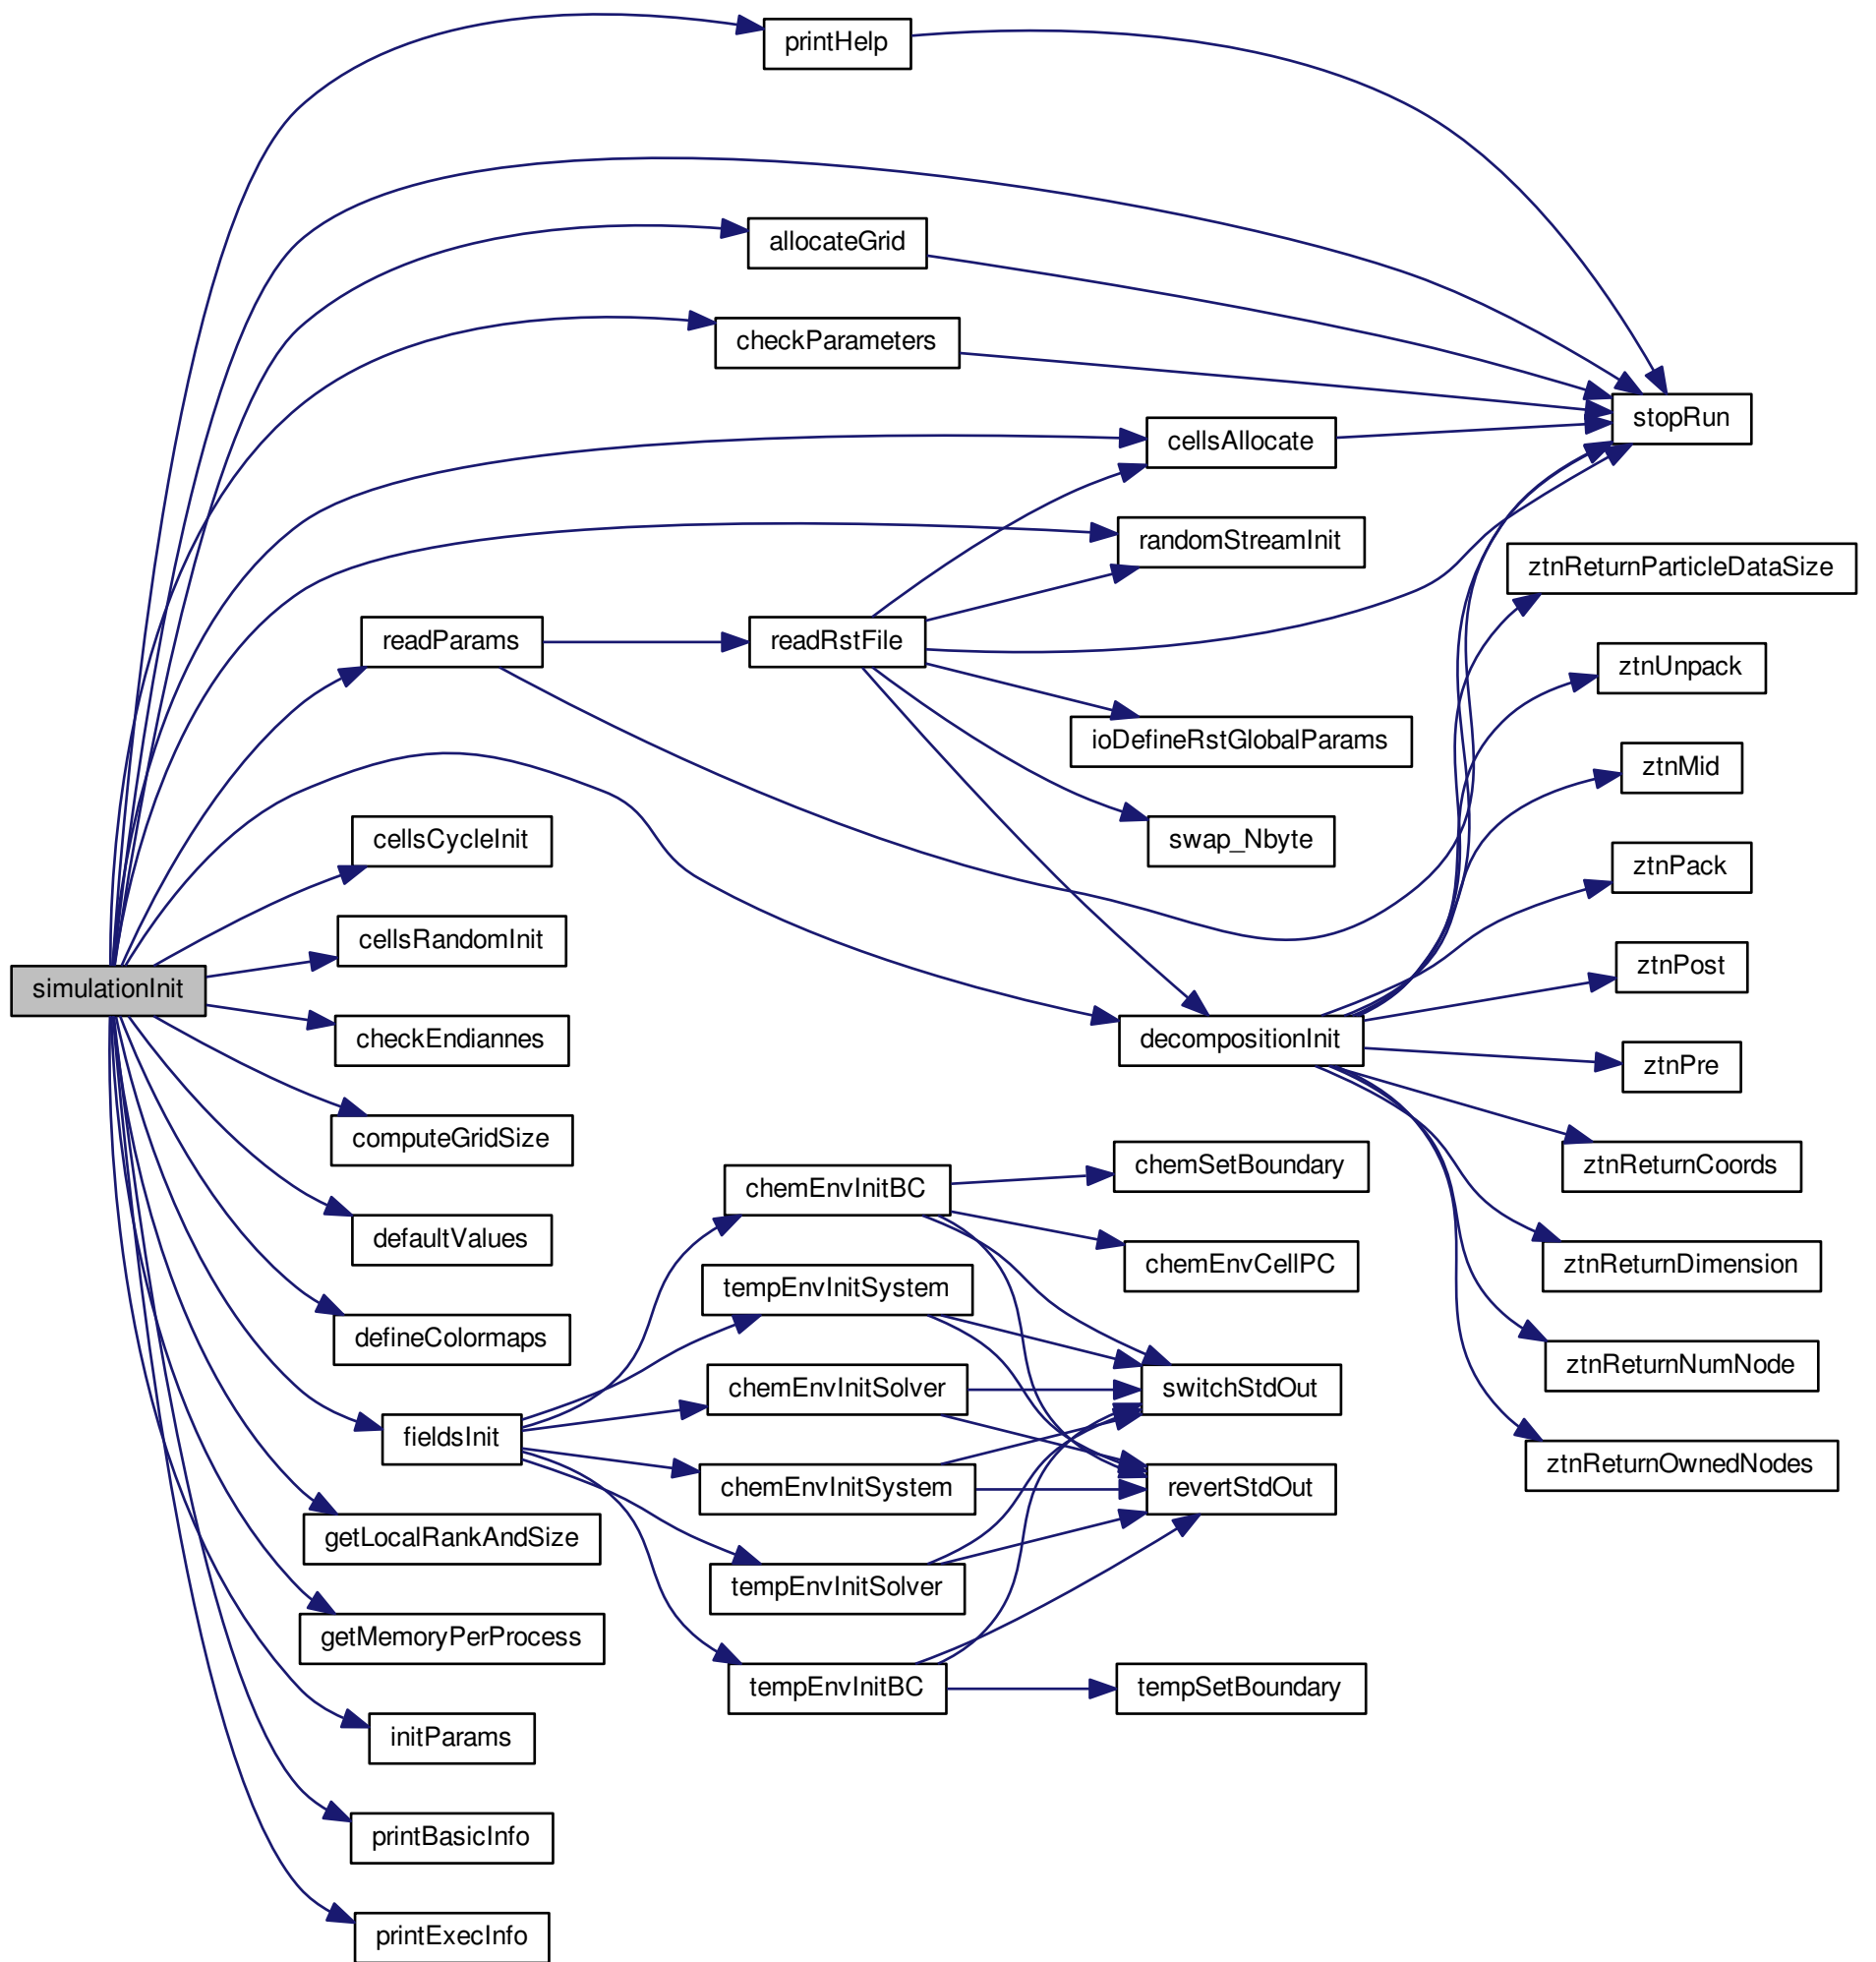 printHelp
allocateGrid
checkParameters
stopRun
cellsAllocate
randomStreamInit
ztnReturnParticleDataSize
readParams
readRstFile
ztnUnpack
ioDefineRstGlobalParams
ztnMid
cellsCycleInit
swap_Nbyte
ztnPack
cellsRandomInit
ztnPost
simulationInit
checkEndiannes
decompositionInit
ztnPre
computeGridSize
chemSetBoundary
ztnReturnCoords
chemEnvInitBC
defaultValues
chemEnvCellPC
ztnReturnDimension
tempEnvInitSystem
defineColormaps
ztnReturnNumNode
chemEnvInitSolver
switchStdOut
fieldsInit
ztnReturnOwnedNodes
chemEnvInitSystem
revertStdOut
getLocalRankAndSize
tempEnvInitSolver
getMemoryPerProcess
tempEnvInitBC
tempSetBoundary
initParams
printBasicInfo
printExecInfo